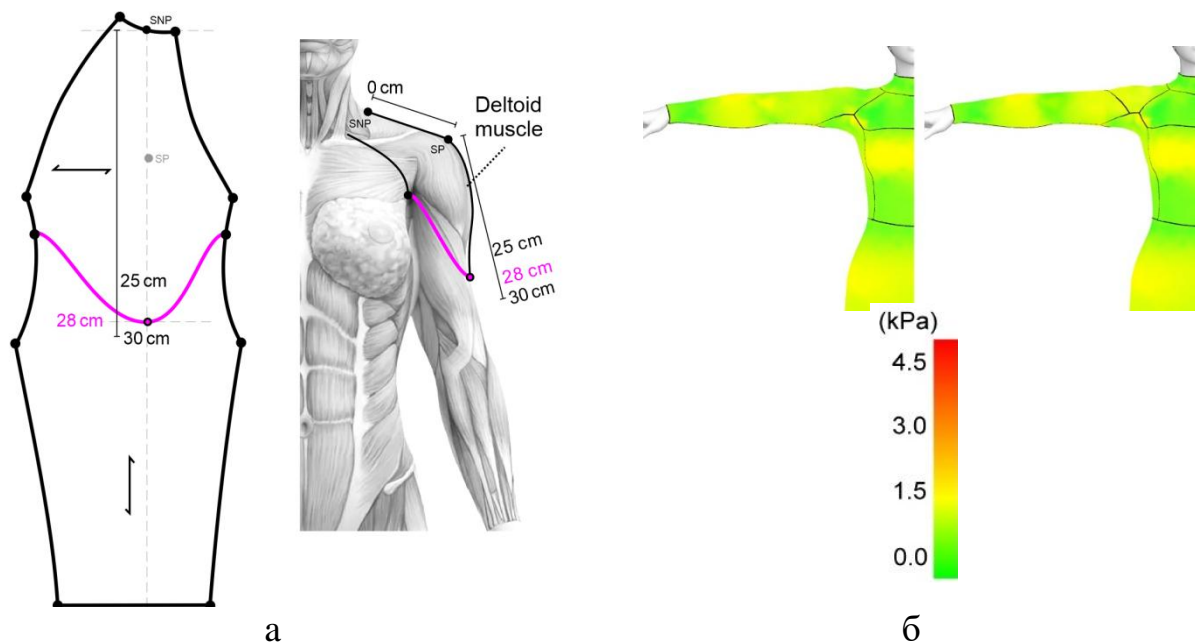 SNP
SP
25 cm
28 cm
30 cm
0 cm
SNP
SP
Deltoid
muscle
25 cm
28 cm
30 cm
(kPa)
4.5
3.0
1.5
0.0
а
б